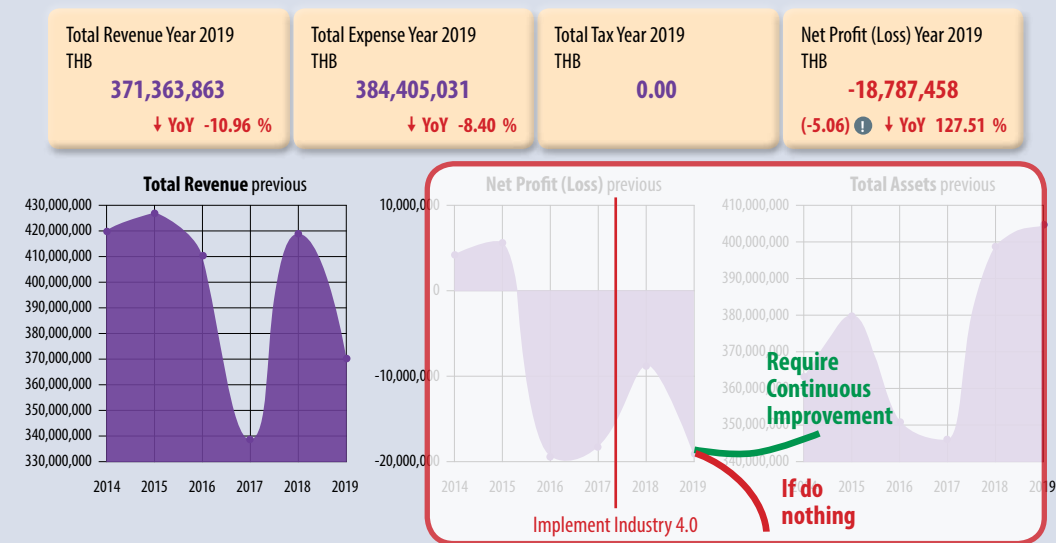 Total Revenue Year 2019
THB
371,363,863
↓ YoY -10.96 %
Total Expense Year 2019
THB
384,405,031
↓ YoY -8.40 %
Total Tax Year 2019
THB
0.00
Net Profit (Loss) Year 2019
THB
-18,787,458
(-5.06) ! ↓ YoY 127.51 %
Total Revenue previous
430,000,000
420,000,000
410,000,000
400,000,000
390,000,000
380,000,000
370,000,000
360,000,000
350,000,000
340,000,000
330,000,000
2014 2015 2016 2017 2018 2019
Net Profit (Loss) previous
10,000,000
0
-10,000,000
-20,000,000
2014 2015 2016 2017 2018 2019
Implement Industry 4.0
Total Assets previous
410,000,000
400,000,000
390,000,000
380,000,000
370,000,000
360,000,000
350,000,000
340,000,000
2015 2016 2017 2018 2019
Require
Continuous
Improvement
If do
nothing